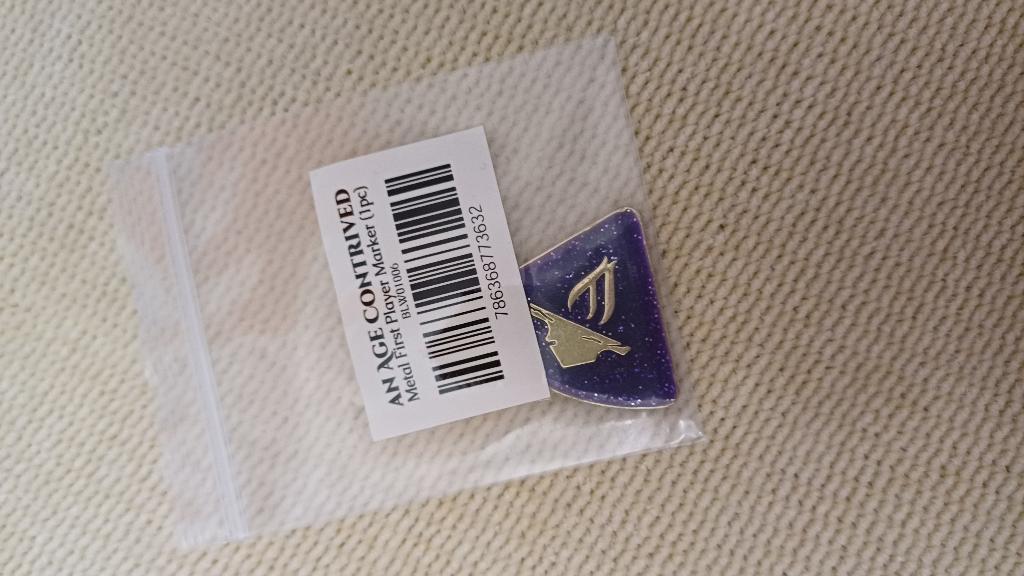 AN AGE CONTRIVED
Metal First Player Marker (1pc)
BLW01006
786368773632